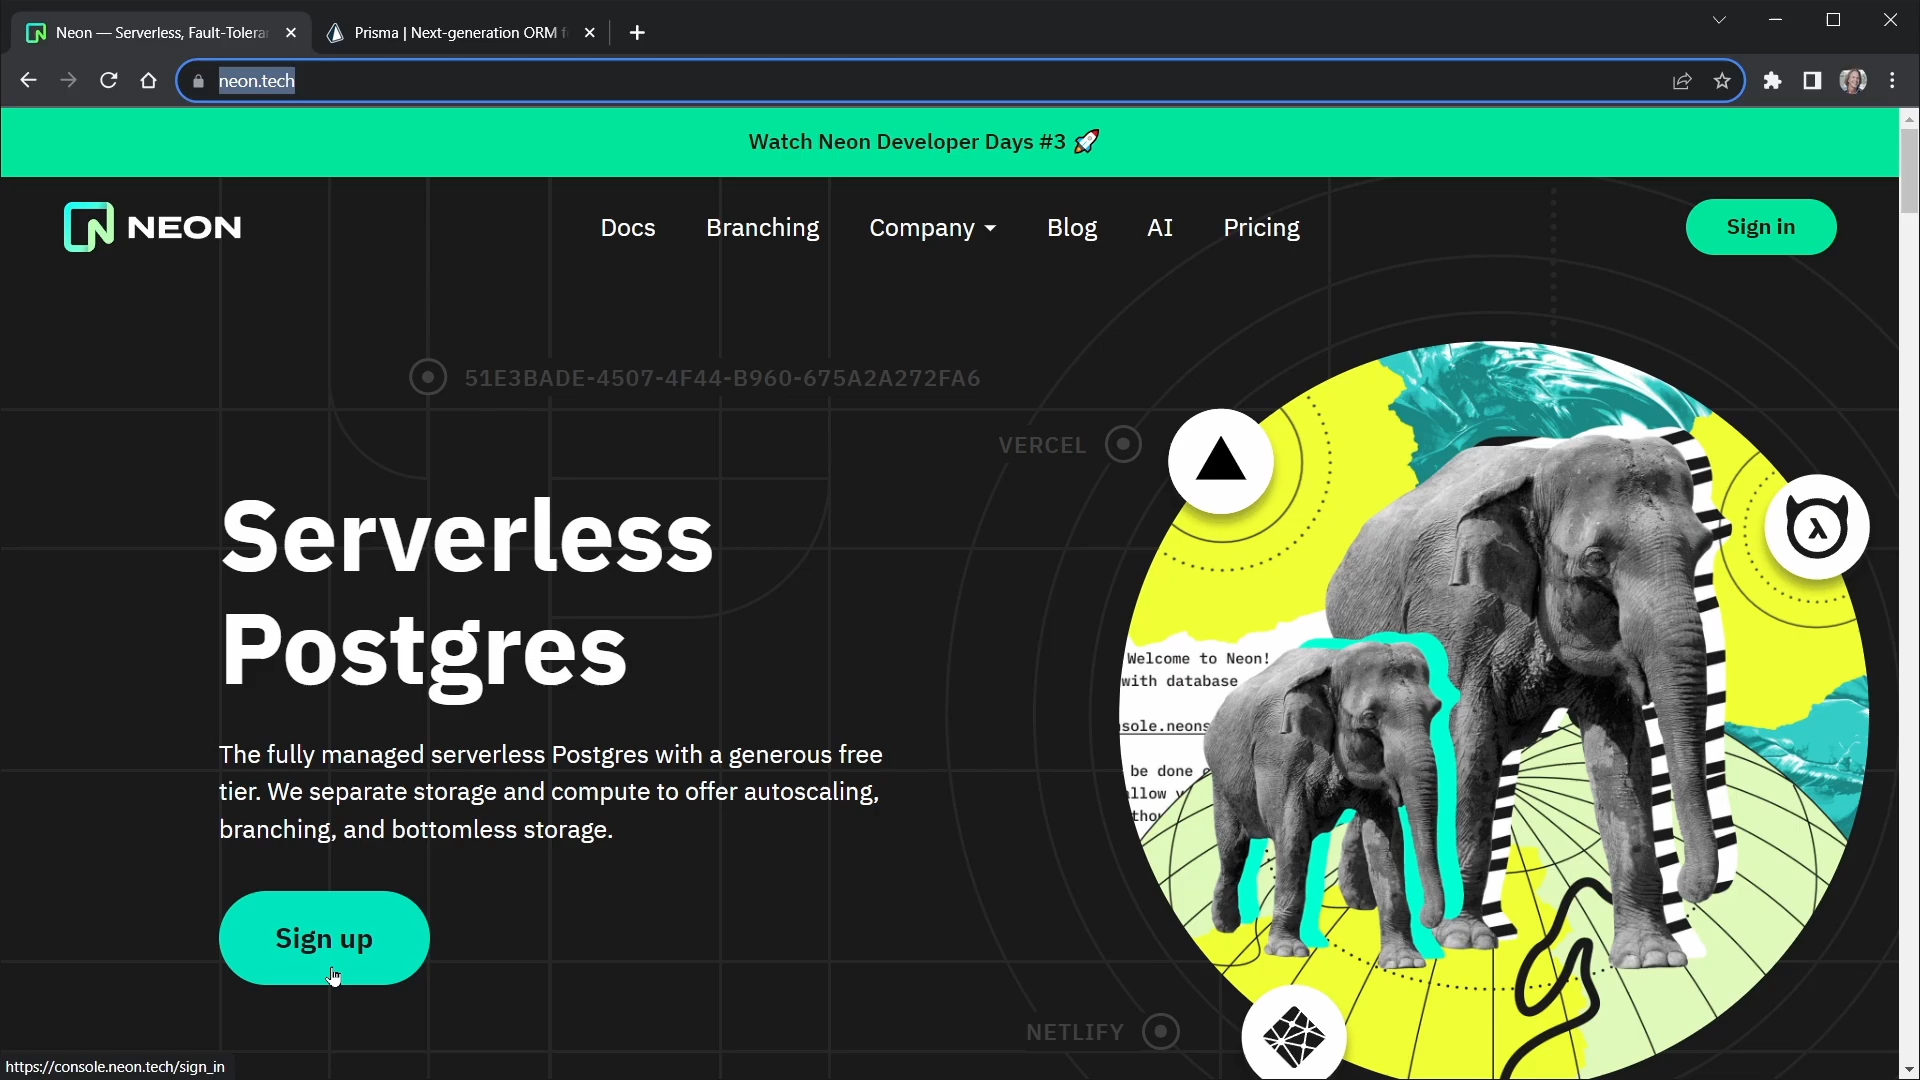 Neon — Serverless, Fault-Tolera
Prisma | Next-generation ORM f
neon.tech
Watch Neon Developer Days #3 🚀
NEON
Docs
Branching
Company
Blog
AI
Pricing
Sign in
51E3BADE-4507-4F44-B960-675A2A272FA6
VERCEL
Serverless
Postgres
Welcome to Neon!
with database
sole.neons
be done
llow
thou
The fully managed serverless Postgres with a generous free
tier. We separate storage and compute to offer autoscaling,
branching, and bottomless storage.
Sign up
NETLIFY
https://console.neon.tech/sign_in